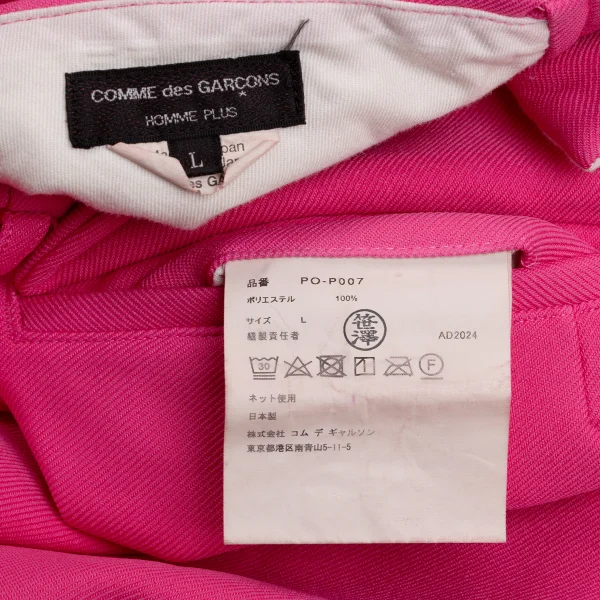 COMME des GARÇONS
HOMME PLUS
L
品番 PO-P007
ポリエステル 100%
サイズ L
縫製責任者 笹澤 AD2024
30 1 F
ネット使用
日本製
株式会社 コム デ ギャルソン
東京都港区南青山5-11-5